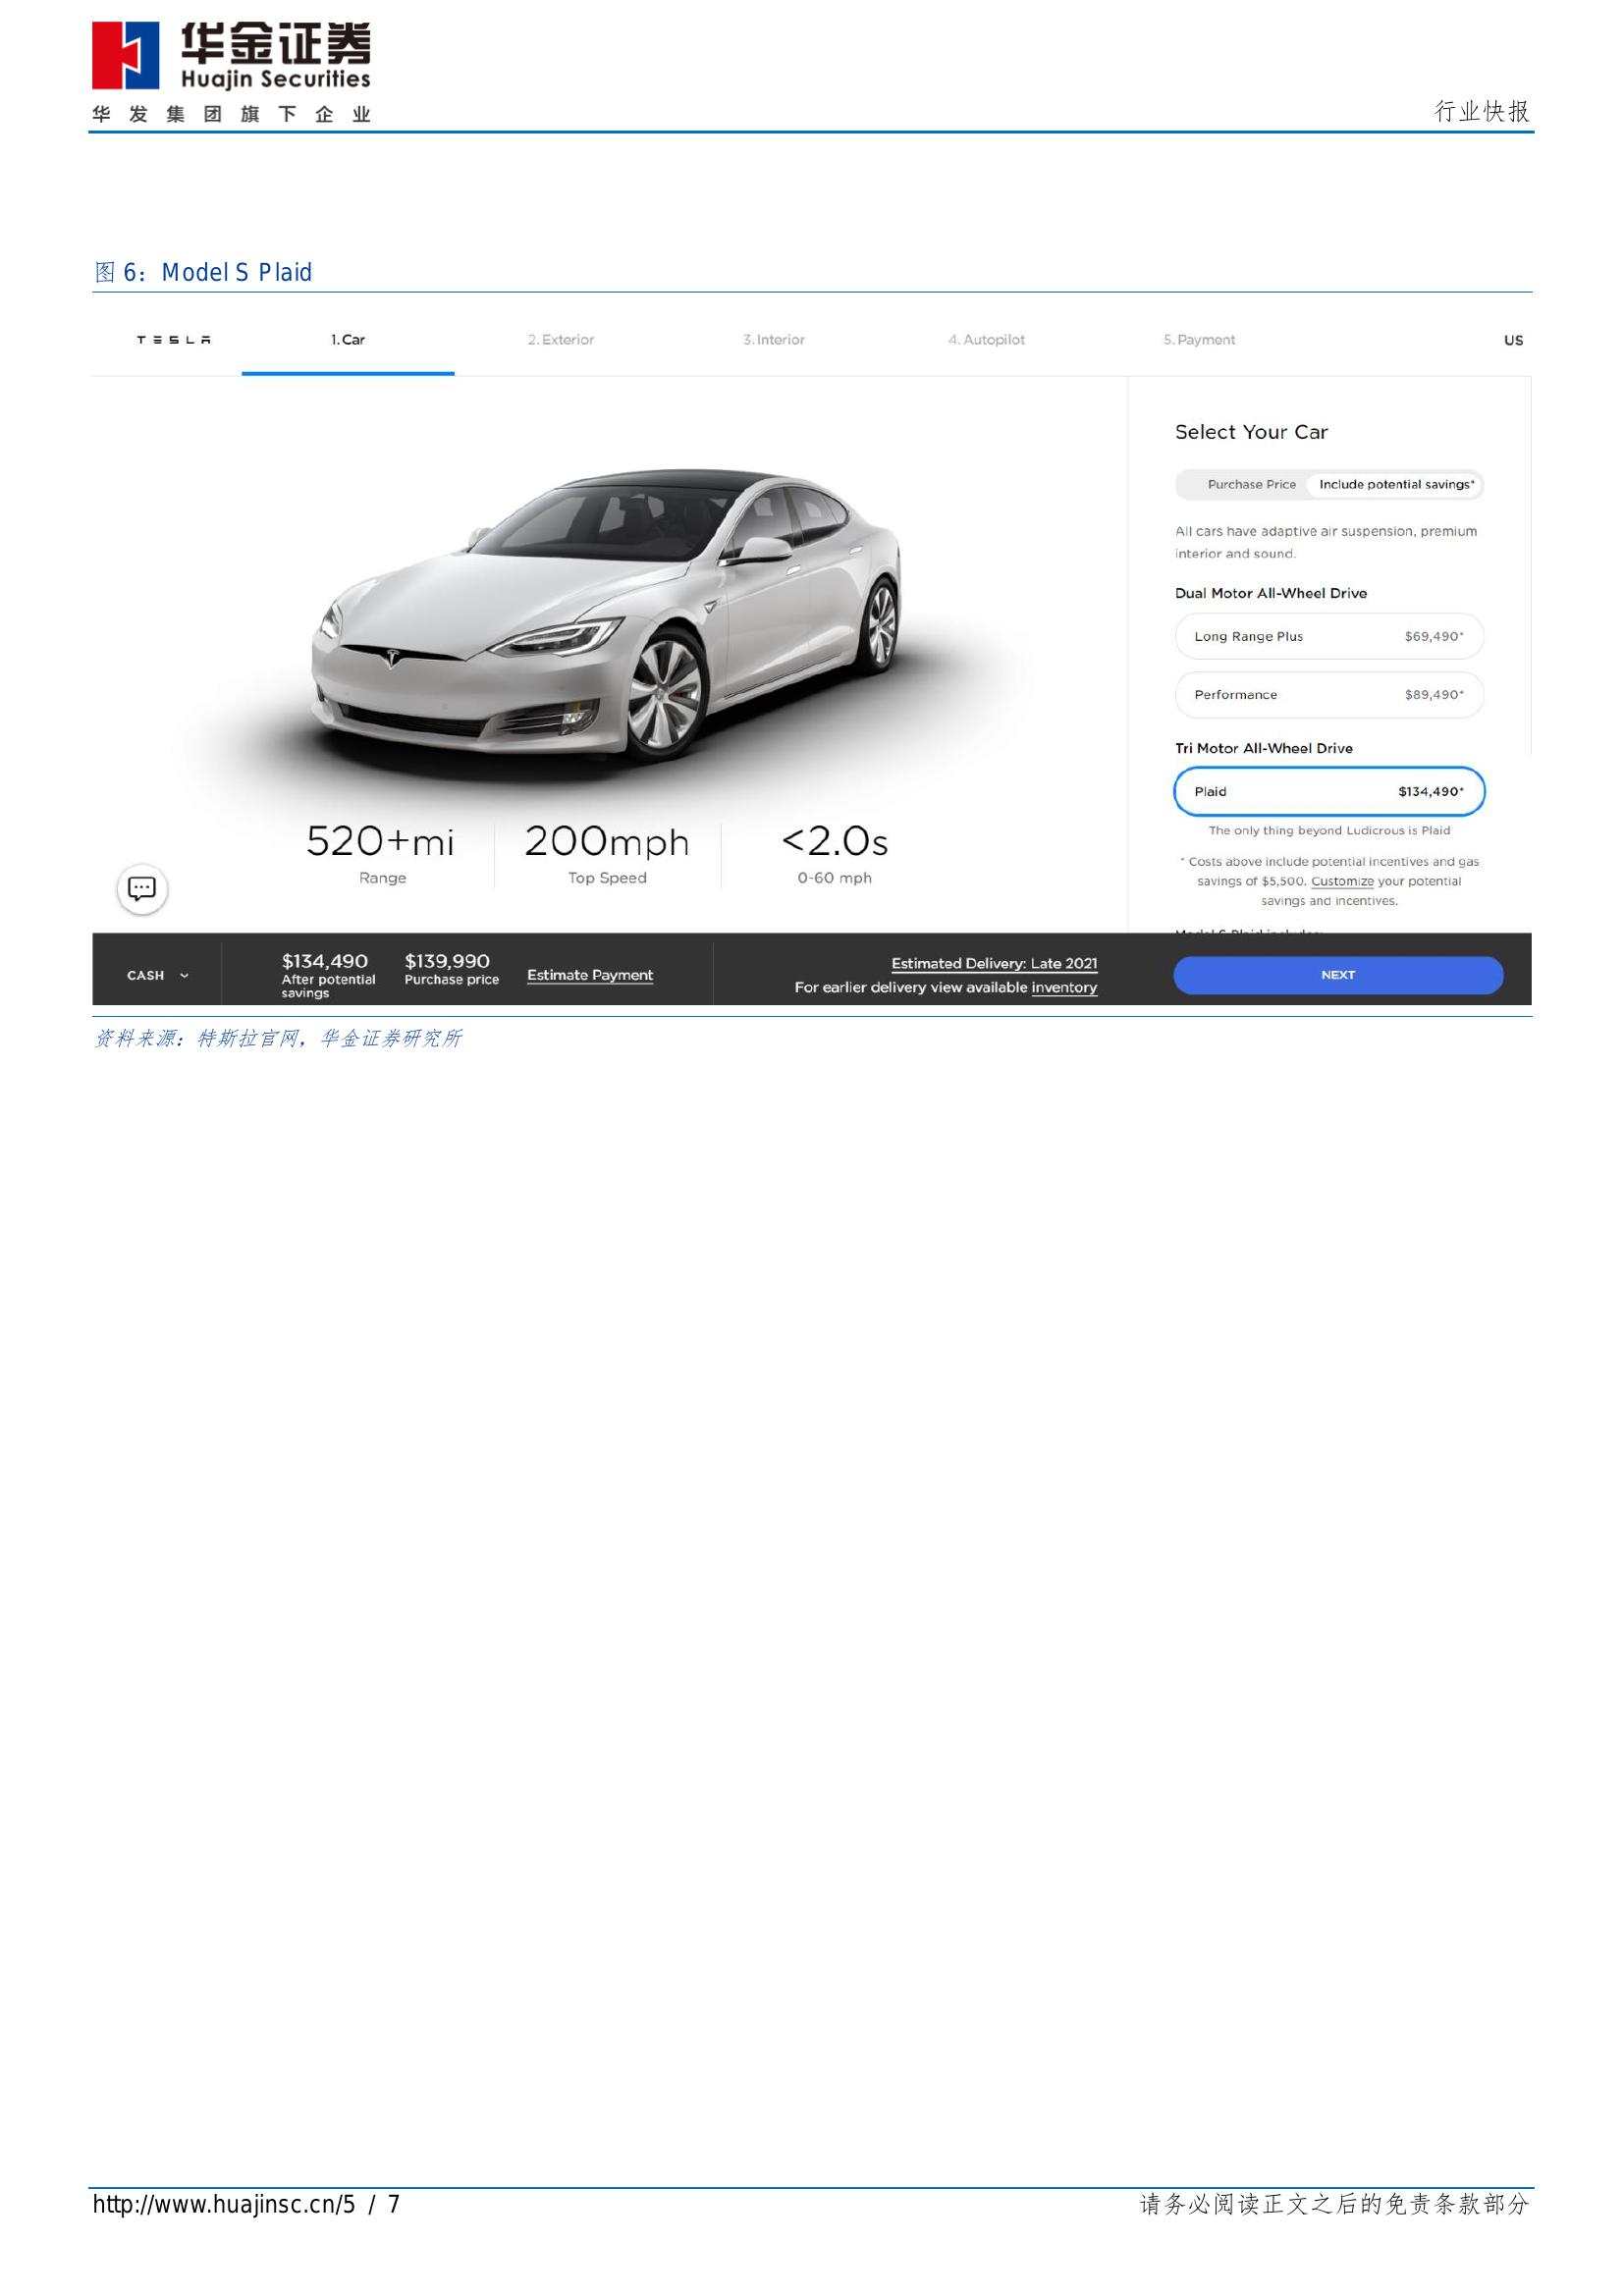 华金证券
Huajin Securities
华发集团旗下企业
行业快报
图 6：Model S Plaid
TESLA
1. Car
2. Exterior
3. Interior
4. Autopilot
5. Payment
US
Select Your Car
Purchase Price
Include potential savings*
All cars have adaptive air suspension, premium
interior and sound.
Dual Motor All-Wheel Drive
Long Range Plus $69,490*
Performance $89,490*
Tri Motor All-Wheel Drive
Plaid $134,490*
The only thing beyond Ludicrous is Plaid
* Costs above include potential incentives and gas
savings of $5,500. Customize your potential
savings and incentives.
520+mi
Range
200mph
Top Speed
<2.0s
0-60 mph
CASH
$134,490
After potential
savings
$139,990
Purchase price
Estimate Payment
Estimated Delivery: Late 2021
For earlier delivery view available inventory
NEXT
资料来源：特斯拉官网，华金证券研究所
http://www.huajinsc.cn/5 / 7
请务必阅读正文之后的免责条款部分